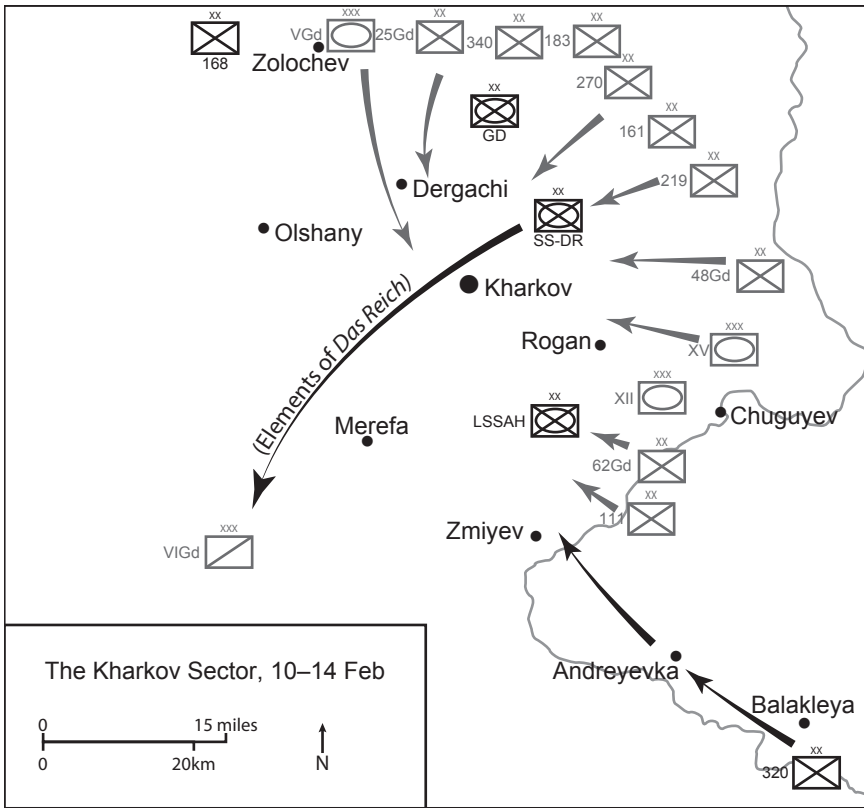 xx
168
xxx
VGd
Zolochev
xx
25Gd
xx
340
xx
183
xx
270
xx
GD
xx
161
xx
219
Dergachi
xx
SS-DR
Olshany
(Elements of Das Reich)
Kharkov
xx
48Gd
Rogan
xxx
XV
xxx
XII
Chuguyev
xx
LSSAH
Merefa
xx
62Gd
xx
111
Zmiyev
xxx
VIGd
Andreyevka
Balakleya
xx
320
The Kharkov Sector, 10–14 Feb
0 15 miles
0 20km
N